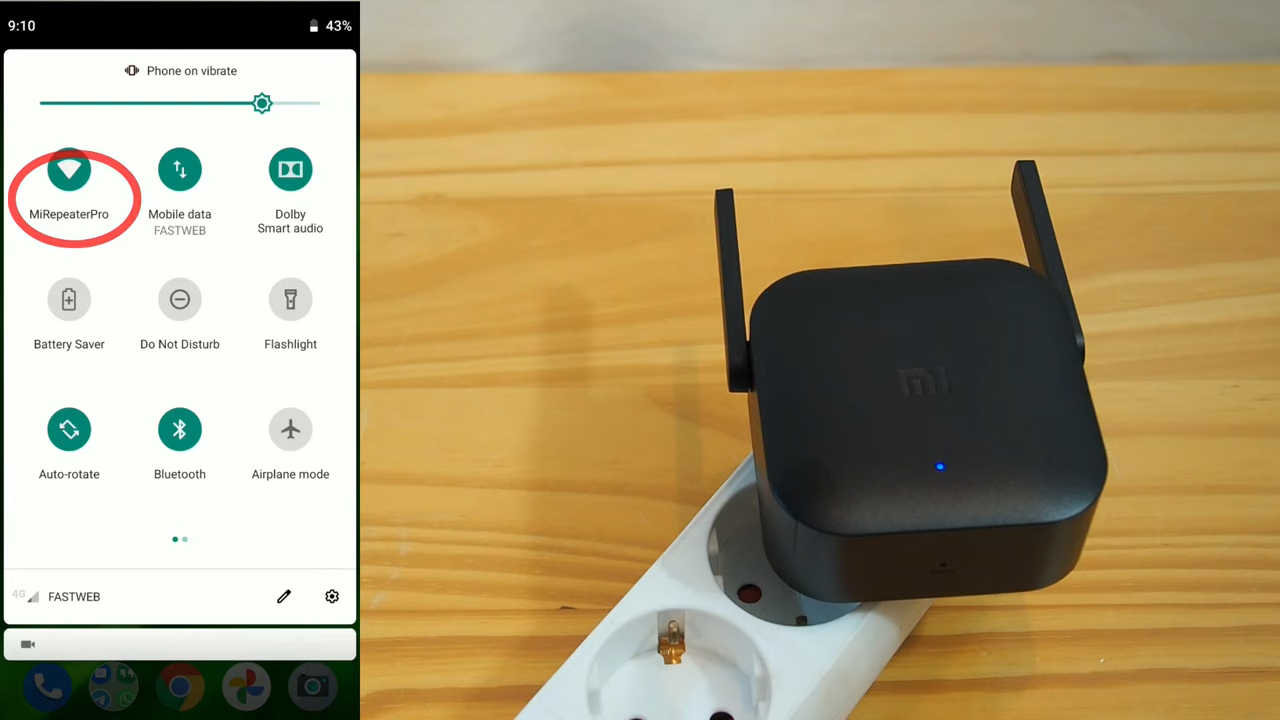 9:10
43%
Phone on vibrate
MiRepeaterPro
Mobile data
FASTWEB
Dolby
Smart audio
Battery Saver
Do Not Disturb
Flashlight
Auto-rotate
Bluetooth
Airplane mode
4G
FASTWEB
mi